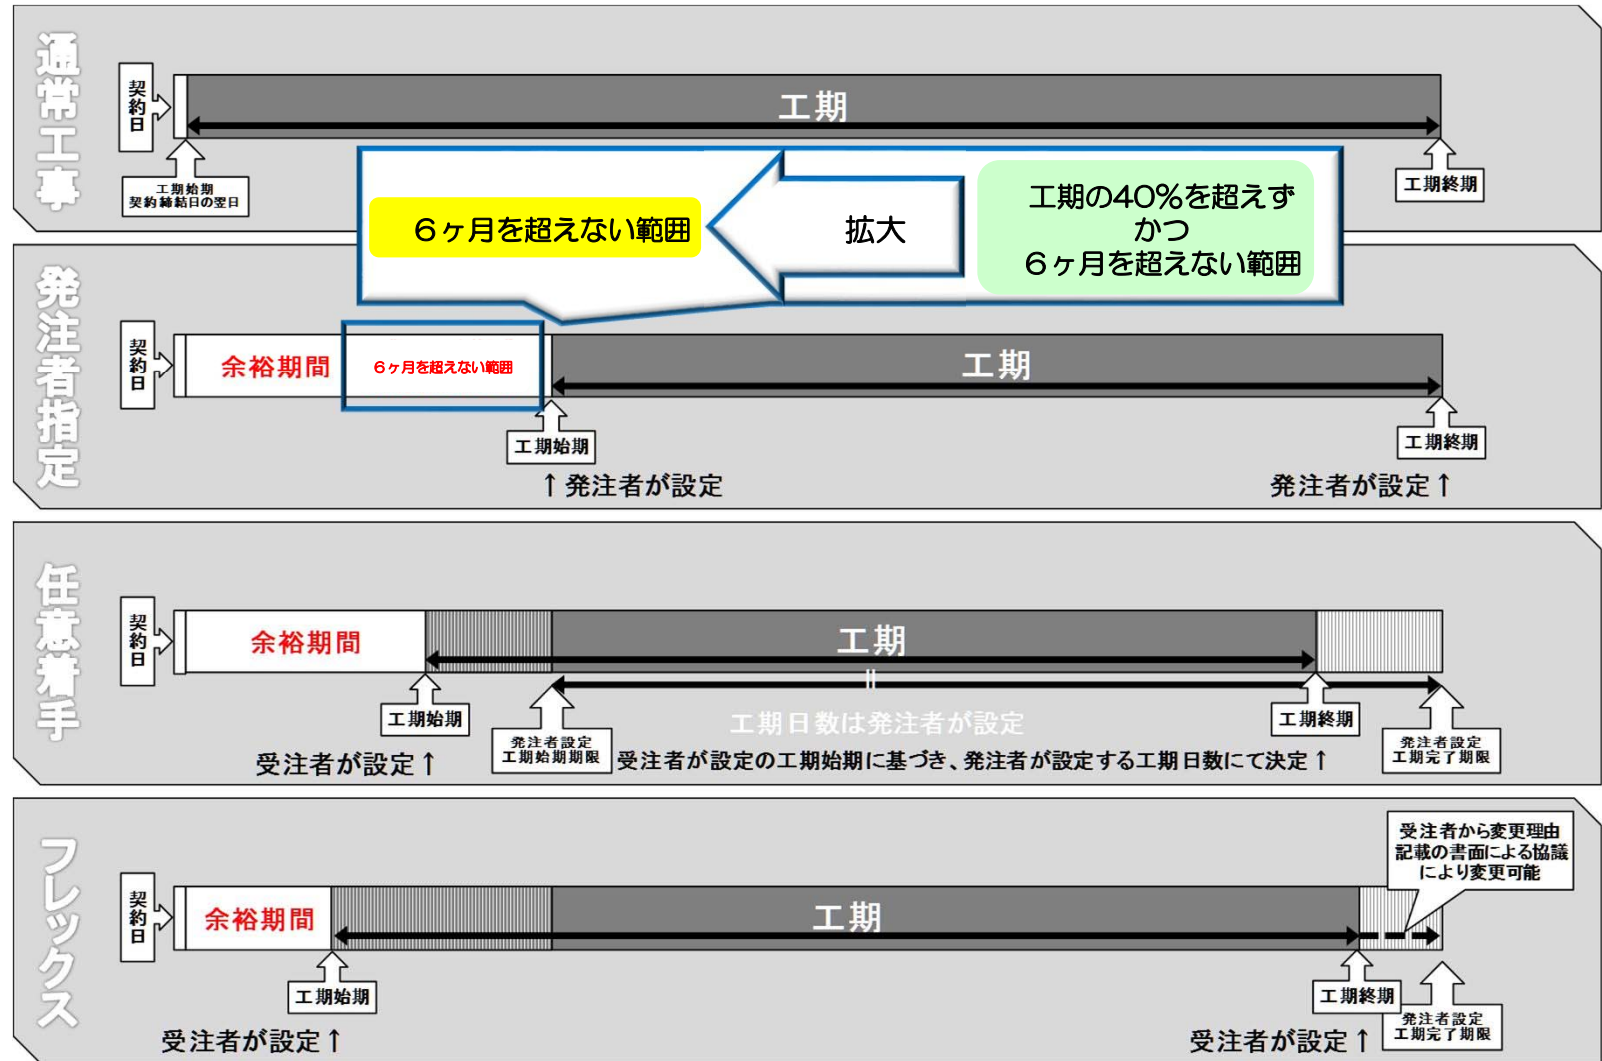 通常工事
契約日
工期
工期始期
契約締結日の翌日
工期終期
6ヶ月を超えない範囲
拡大
工期の40%を超えず
かつ
6ヶ月を超えない範囲
発注者指定
契約日
余裕期間
6ヶ月を超えない範囲
工期
工期始期
工期終期
↑発注者が設定
発注者が設定↑
任意着手
契約日
余裕期間
工期
工期始期
発注者設定
工期始期期限
工期日数は発注者が設定
工期終期
発注者設定
工期完了期限
受注者が設定↑
受注者が設定の工期始期に基づき、発注者が設定する工期日数にて決定↑
フレックス
受注者から変更理由
記載の書面による協議
により変更可能
契約日
余裕期間
工期
工期始期
工期終期
発注者設定
工期完了期限
受注者が設定↑
受注者が設定↑